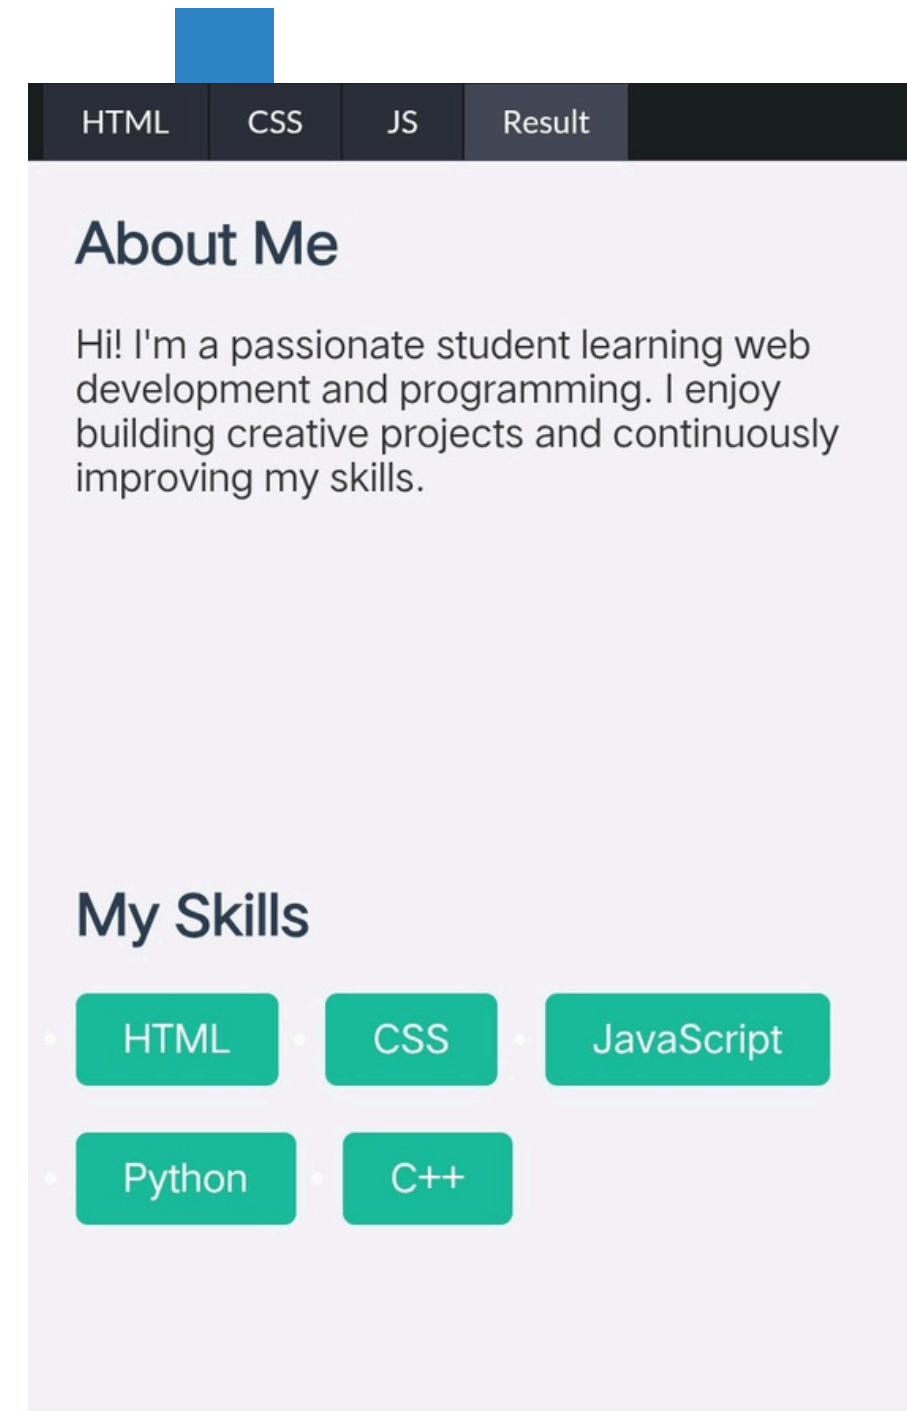 HTML CSS JS Result
About Me
Hi! I'm a passionate student learning web
development and programming. I enjoy
building creative projects and continuously
improving my skills.
My Skills
HTML CSS JavaScript
Python C++